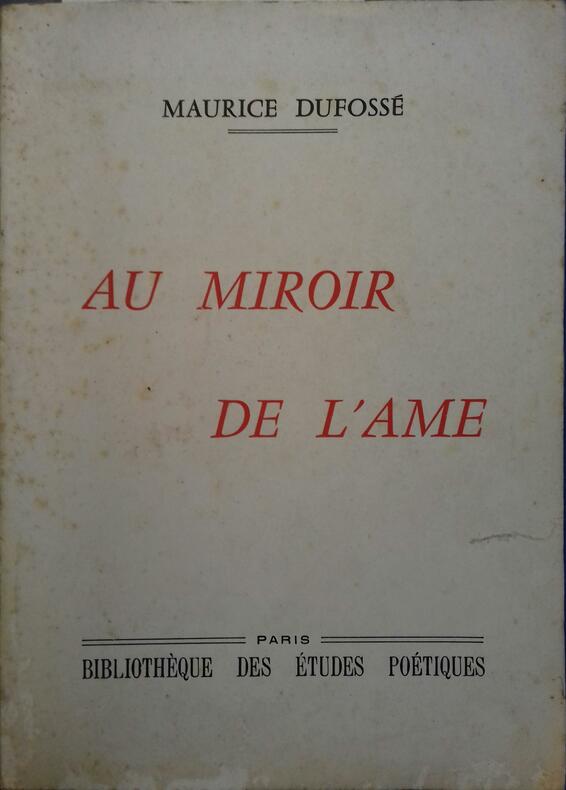 MAURICE DUFOSSÉ
AU MIROIR
DE L'AME
PARIS
BIBLIOTHÈQUE DES ÉTUDES POÉTIQUES